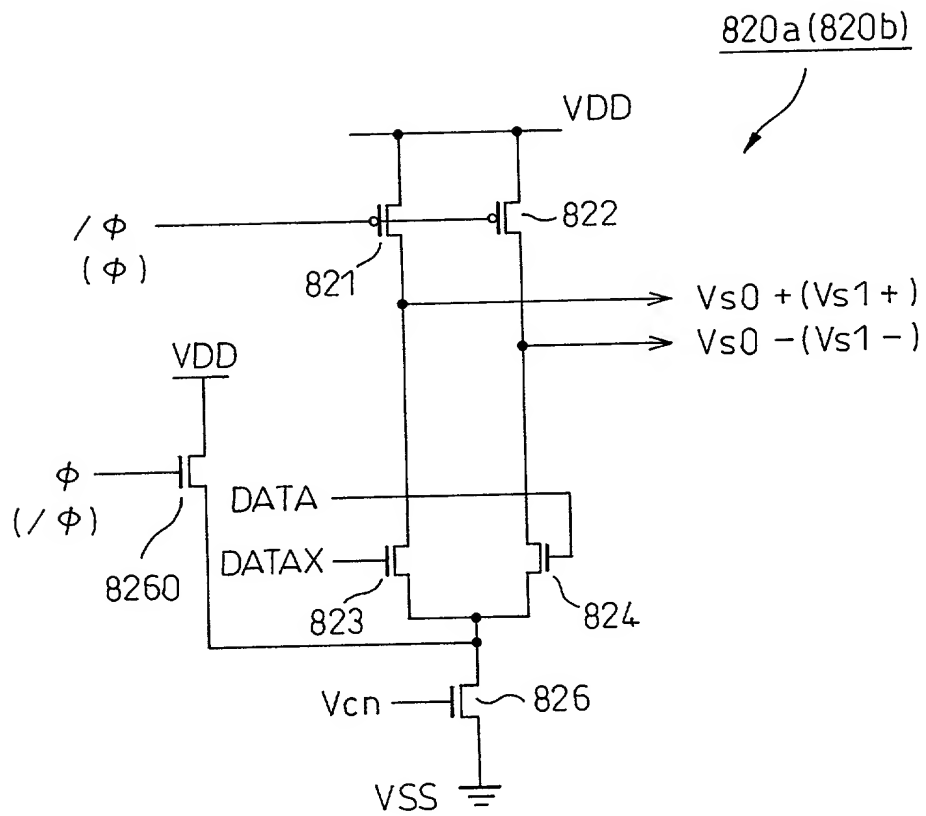 820a(820b)
VDD
/ϕ
(ϕ)
821
822
Vs0+(Vs1+)
Vs0-(Vs1-)
VDD
ϕ
(/ϕ)
8260
DATA
DATAX
823
824
Vcn
826
VSS